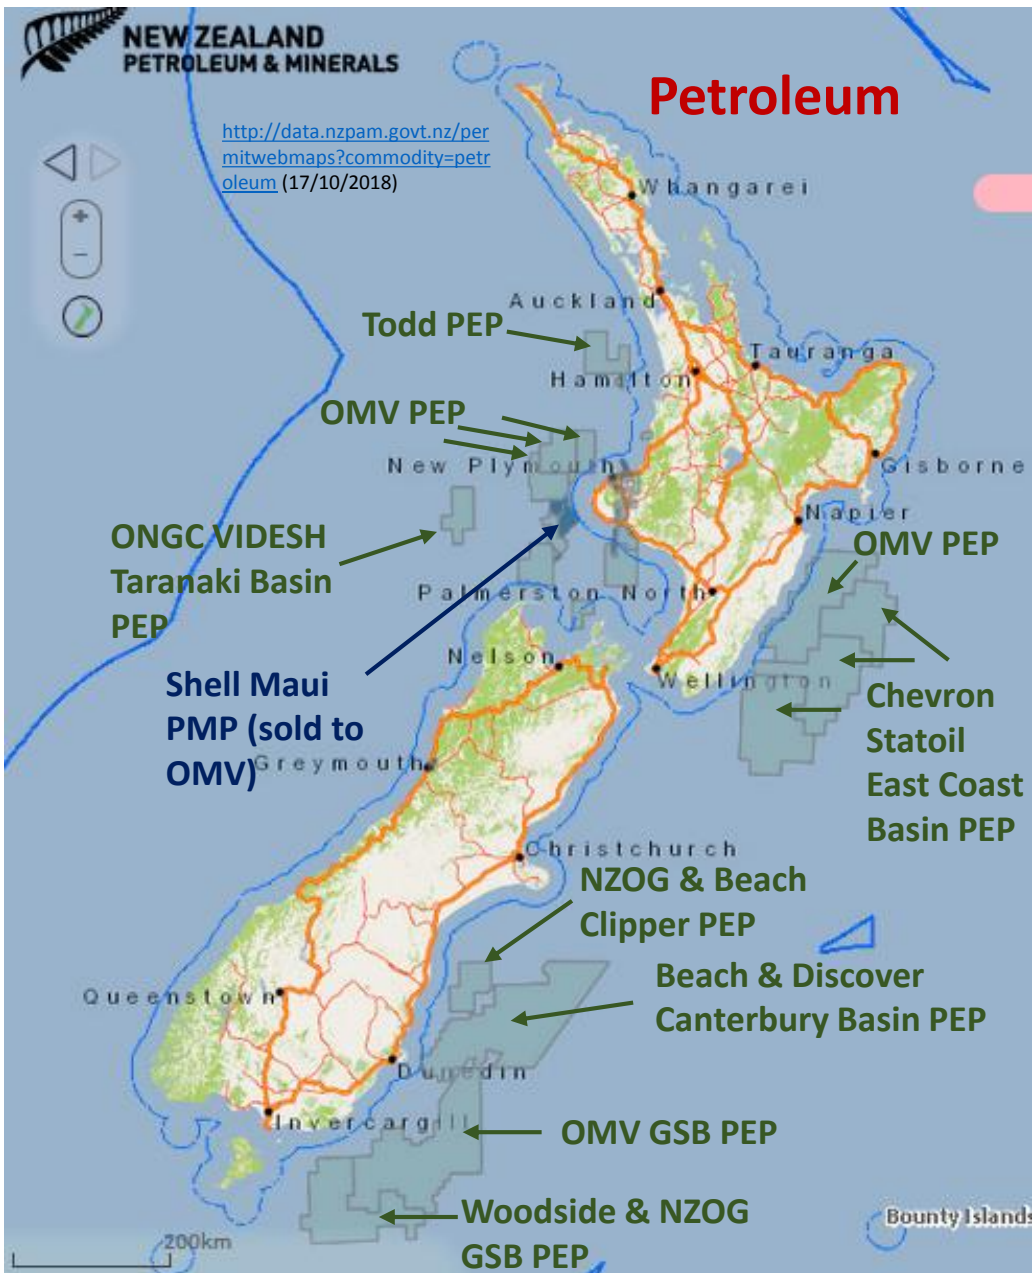 NEW ZEALAND
PETROLEUM & MINERALS
Petroleum
http://data.nzpam.govt.nz/per
mitwebmaps?commodity=petr
oleum (17/10/2018)
Whangarei
+
−
Auckland
Todd PEP
Tauranga
Hamilton
OMV PEP
New Plymouth
Gisborne
Napier
ONGC VIDESH
Taranaki Basin
PEP
OMV PEP
Palmerston North
Nelson
Wellington
Shell Maui
PMP (sold to
OMV)
Chevron
Statoil
East Coast
Basin PEP
Greymouth
Christchurch
NZOG & Beach
Clipper PEP
Beach & Discover
Canterbury Basin PEP
Queenstown
Dunedin
Invercargill
OMV GSB PEP
Woodside & NZOG
GSB PEP
Bounty Islands
200km